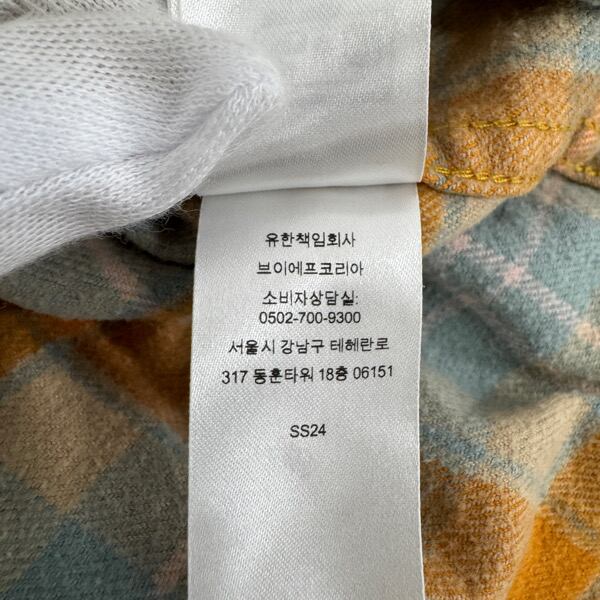 유한책임회사
브이에프코리아
소비자상담실:
0502-700-9300
서울시 강남구 테헤란로
317 동훈타워 18층 06151
SS24